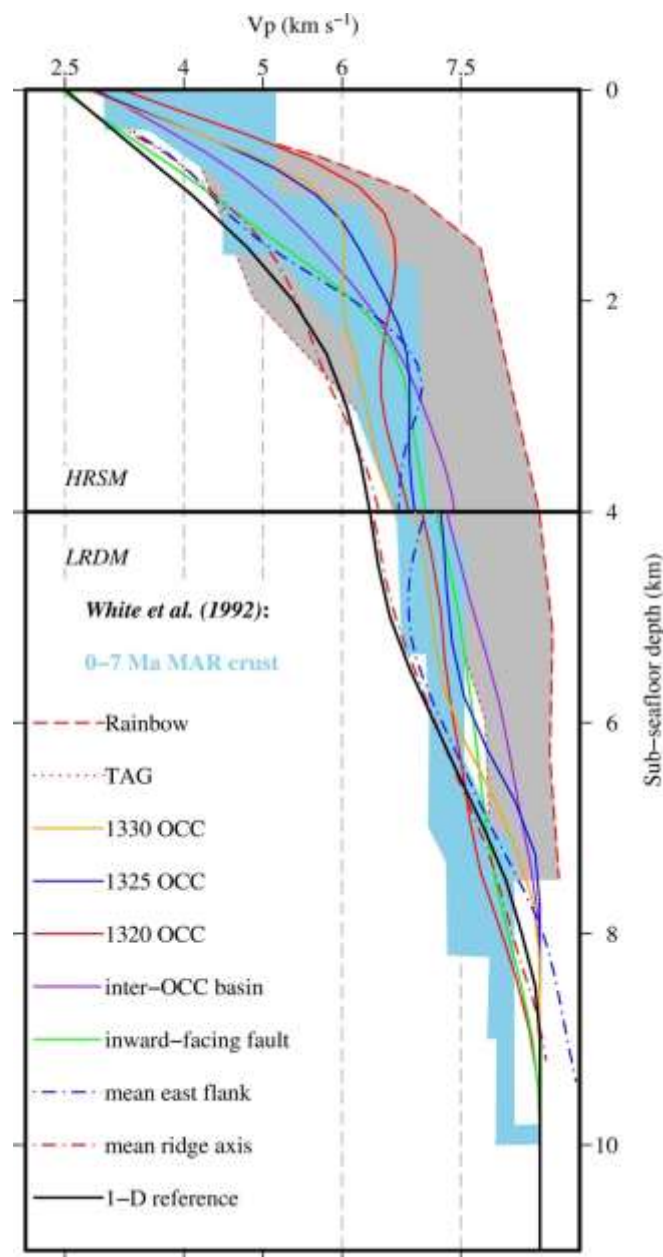 Vp (km s⁻¹)
2.5 4 5 6 7.5
0
2
HRSM
4
LRDM
White et al. (1992):
0−7 Ma MAR crust
Sub−seafloor depth (km)
Rainbow
6
TAG
1330 OCC
1325 OCC
1320 OCC
8
inter−OCC basin
inward−facing fault
mean east flank
mean ridge axis
10
1−D reference